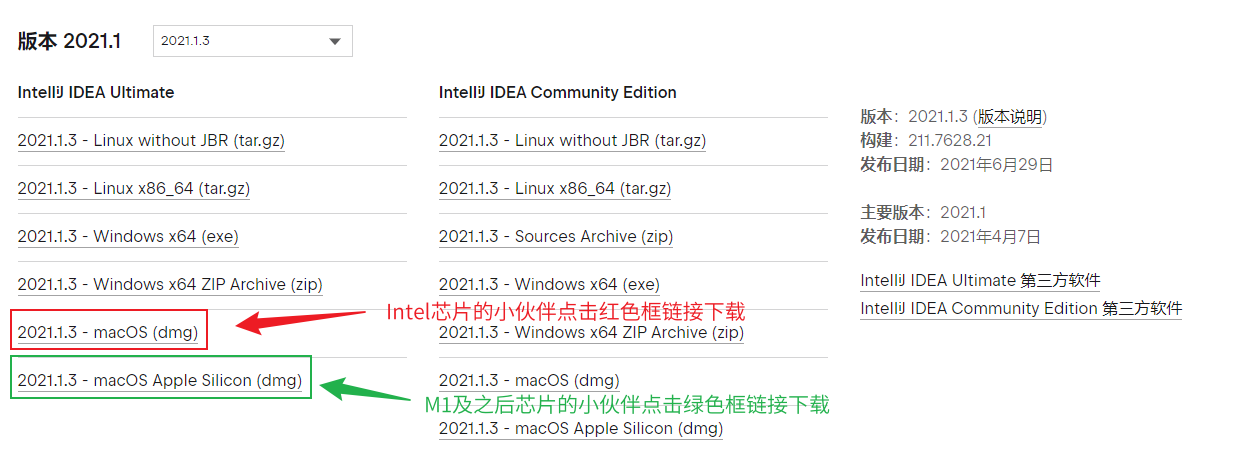 版本 2021.1
2021.1.3
IntelliJ IDEA Ultimate
2021.1.3 - Linux without JBR (tar.gz)
2021.1.3 - Linux x86_64 (tar.gz)
2021.1.3 - Windows x64 (exe)
2021.1.3 - Windows x64 ZIP Archive (zip)
2021.1.3 - macOS (dmg)
2021.1.3 - macOS Apple Silicon (dmg)
Intel芯片的小伙伴点击红色框链接下载
M1及之后芯片的小伙伴点击绿色框链接下载
IntelliJ IDEA Community Edition
2021.1.3 - Linux without JBR (tar.gz)
2021.1.3 - Linux x86_64 (tar.gz)
2021.1.3 - Sources Archive (zip)
2021.1.3 - Windows x64 (exe)
2021.1.3 - Windows x64 ZIP Archive (zip)
2021.1.3 - macOS (dmg)
2021.1.3 - macOS Apple Silicon (dmg)
版本：2021.1.3 (版本说明)
构建：211.7628.21
发布日期：2021年6月29日
主要版本：2021.1
发布日期：2021年4月7日
IntelliJ IDEA Ultimate 第三方软件
IntelliJ IDEA Community Edition 第三方软件